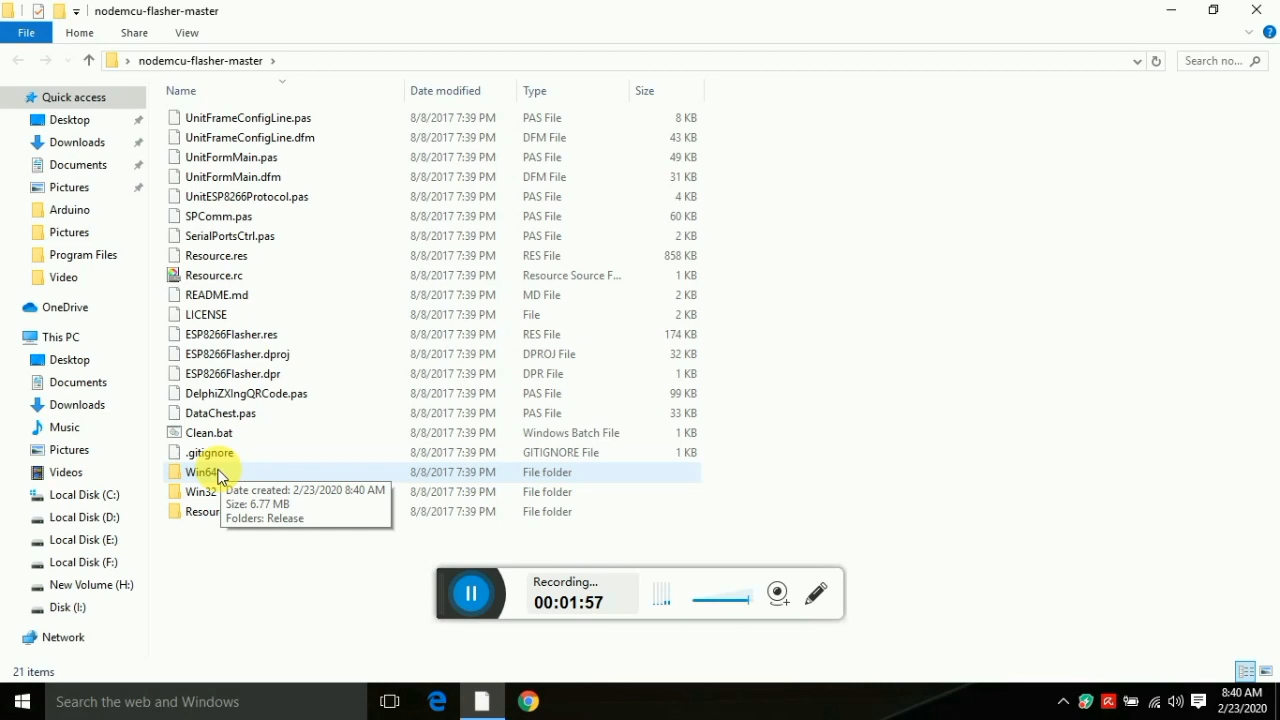 nodemcu-flasher-master
File Home Share View
nodemcu-flasher-master
Search no...
Quick access
Desktop
Downloads
Documents
Pictures
Arduino
Pictures
Program Files
Video
OneDrive
This PC
Desktop
Documents
Downloads
Music
Pictures
Videos
Local Disk (C:)
Local Disk (D:)
Local Disk (E:)
Local Disk (F:)
New Volume (H:)
Disk (I:)
Network
Name Date modified Type Size
UnitFrameConfigLine.pas 8/8/2017 7:39 PM PAS File 8 KB
UnitFrameConfigLine.dfm 8/8/2017 7:39 PM DFM File 43 KB
UnitFormMain.pas 8/8/2017 7:39 PM PAS File 49 KB
UnitFormMain.dfm 8/8/2017 7:39 PM DFM File 31 KB
UnitESP8266Protocol.pas 8/8/2017 7:39 PM PAS File 4 KB
SPComm.pas 8/8/2017 7:39 PM PAS File 60 KB
SerialPortsCtrl.pas 8/8/2017 7:39 PM PAS File 2 KB
Resource.res 8/8/2017 7:39 PM RES File 858 KB
Resource.rc 8/8/2017 7:39 PM Resource Source F... 1 KB
README.md 8/8/2017 7:39 PM MD File 2 KB
LICENSE 8/8/2017 7:39 PM File 2 KB
ESP8266Flasher.res 8/8/2017 7:39 PM RES File 174 KB
ESP8266Flasher.dproj 8/8/2017 7:39 PM DPROJ File 32 KB
ESP8266Flasher.dpr 8/8/2017 7:39 PM DPR File 1 KB
DelphiZXIngQRCode.pas 8/8/2017 7:39 PM PAS File 99 KB
DataChest.pas 8/8/2017 7:39 PM PAS File 33 KB
Clean.bat 8/8/2017 7:39 PM Windows Batch File 1 KB
.gitignore 8/8/2017 7:39 PM GITIGNORE File 1 KB
Win64 8/8/2017 7:39 PM File folder
Win32 8/8/2017 7:39 PM File folder
Resour 8/8/2017 7:39 PM File folder
Date created: 2/23/2020 8:40 AM
Size: 6.77 MB
Folders: Release
Recording...
00:01:57
21 items
Search the web and Windows
8:40 AM
2/23/2020